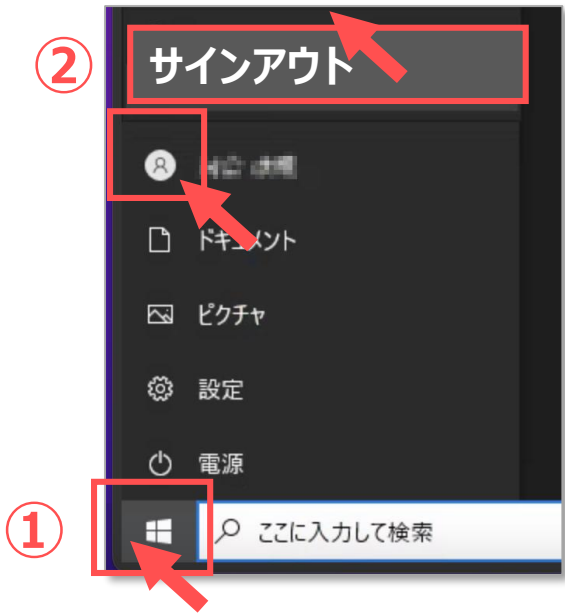 ②
サインアウト
ドキュメント
ピクチャ
設定
電源
①
ここに入力して検索